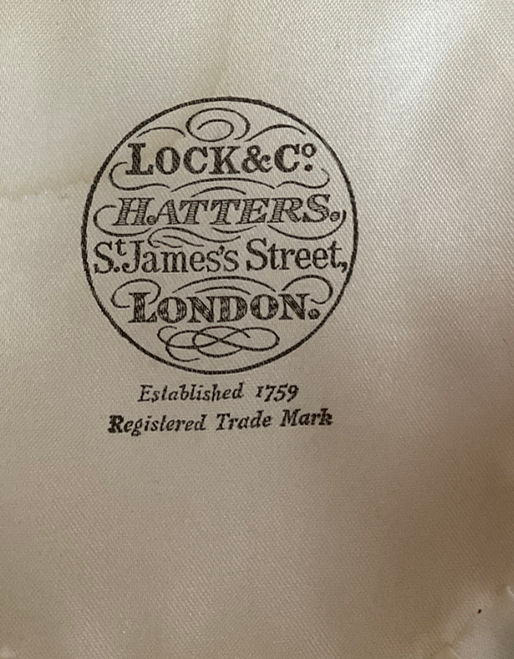 LOCK & Cº
HATTERS.
St. James's Street,
LONDON.
Established 1759
Registered Trade Mark